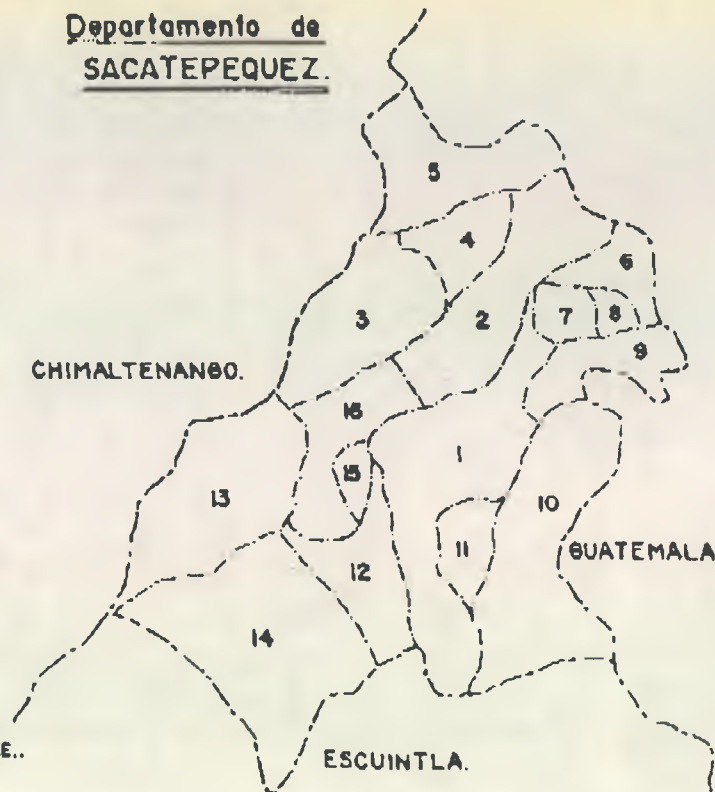 Departamento de
SACATEPEQUEZ.
5
4
6
3
2
7
8
9
CHIMALTENANGO.
16
1
15
13
10
11
GUATEMALA
12
14
E..
ESCUINTLA.